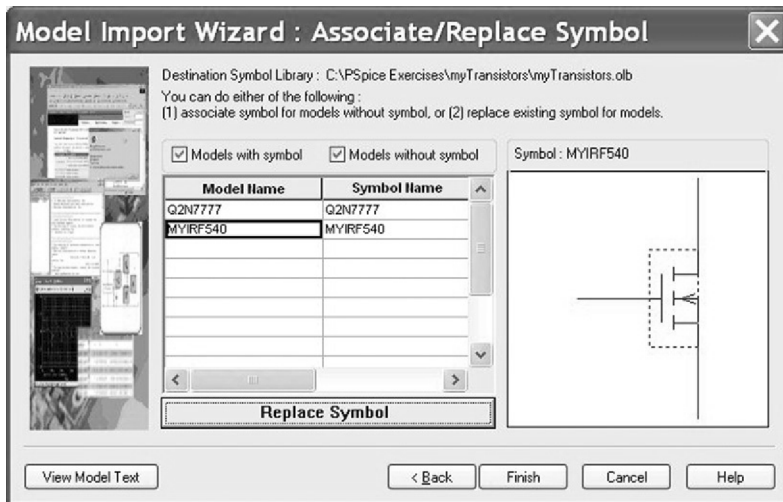 Model Import Wizard : Associate/Replace Symbol
Destination Symbol Library : C:\PSpice Exercises\myTransistors\myTransistors.olb
You can do either of the following :
(1) associate symbol for models without symbol, or (2) replace existing symbol for models.
Models with symbol
Models without symbol
Symbol : MYIRF540
Model Name Symbol Name
Q2N7777 Q2N7777
MYIRF540 MYIRF540
Replace Symbol
View Model Text
< Back
Finish
Cancel
Help